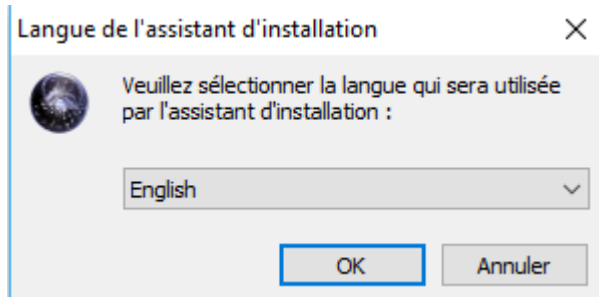 Langue de l'assistant d'installation
Veuillez sélectionner la langue qui sera utilisée
par l'assistant d'installation :
English
OK
Annuler